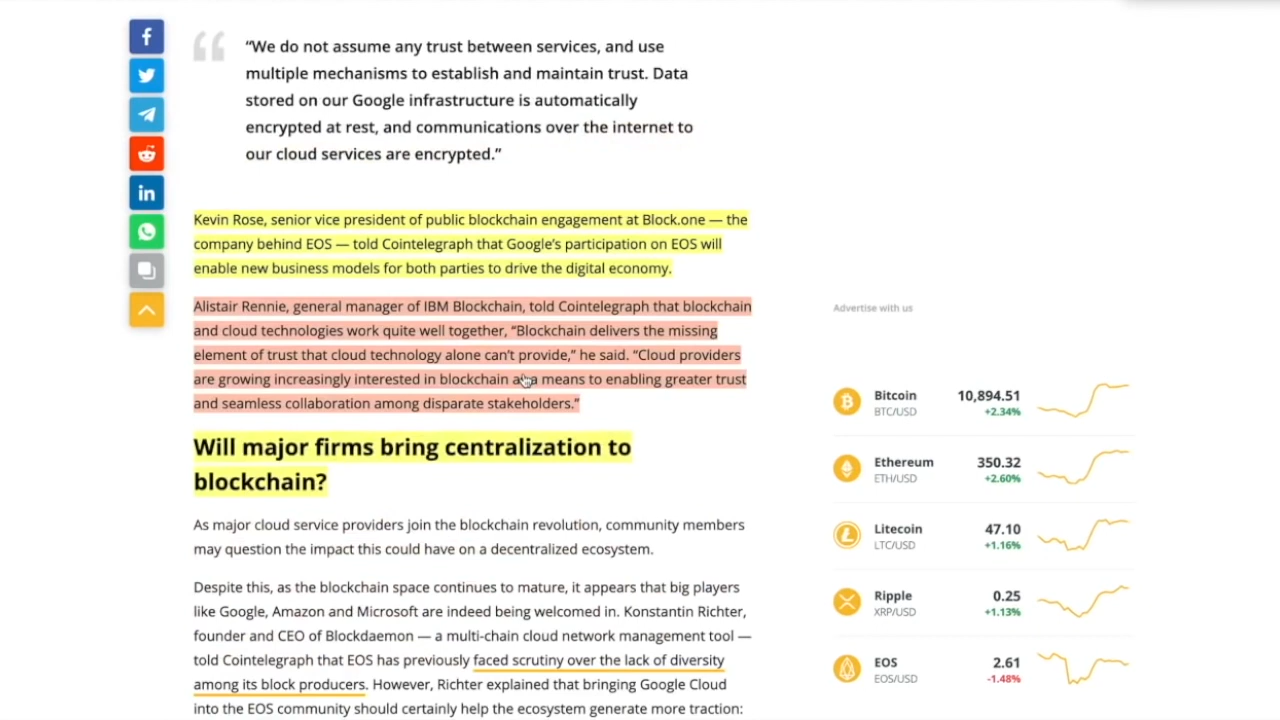 “We do not assume any trust between services, and use
multiple mechanisms to establish and maintain trust. Data
stored on our Google infrastructure is automatically
encrypted at rest, and communications over the internet to
our cloud services are encrypted.”
Kevin Rose, senior vice president of public blockchain engagement at Block.one — the
company behind EOS — told Cointelegraph that Google’s participation on EOS will
enable new business models for both parties to drive the digital economy.
Alistair Rennie, general manager of IBM Blockchain, told Cointelegraph that blockchain
and cloud technologies work quite well together, “Blockchain delivers the missing
element of trust that cloud technology alone can’t provide,” he said. “Cloud providers
are growing increasingly interested in blockchain as a means to enabling greater trust
and seamless collaboration among disparate stakeholders.”
Will major firms bring centralization to
blockchain?
As major cloud service providers join the blockchain revolution, community members
may question the impact this could have on a decentralized ecosystem.
Despite this, as the blockchain space continues to mature, it appears that big players
like Google, Amazon and Microsoft are indeed being welcomed in. Konstantin Richter,
founder and CEO of Blockdaemon — a multi-chain cloud network management tool —
told Cointelegraph that EOS has previously faced scrutiny over the lack of diversity
among its block producers. However, Richter explained that bringing Google Cloud
into the EOS community should certainly help the ecosystem generate more traction:
Advertise with us
Bitcoin 10,894.51
BTC/USD +2.34%
Ethereum 350.32
ETH/USD +2.60%
Litecoin 47.10
LTC/USD +1.16%
Ripple 0.25
XRP/USD +1.13%
EOS 2.61
EOS/USD -1.48%